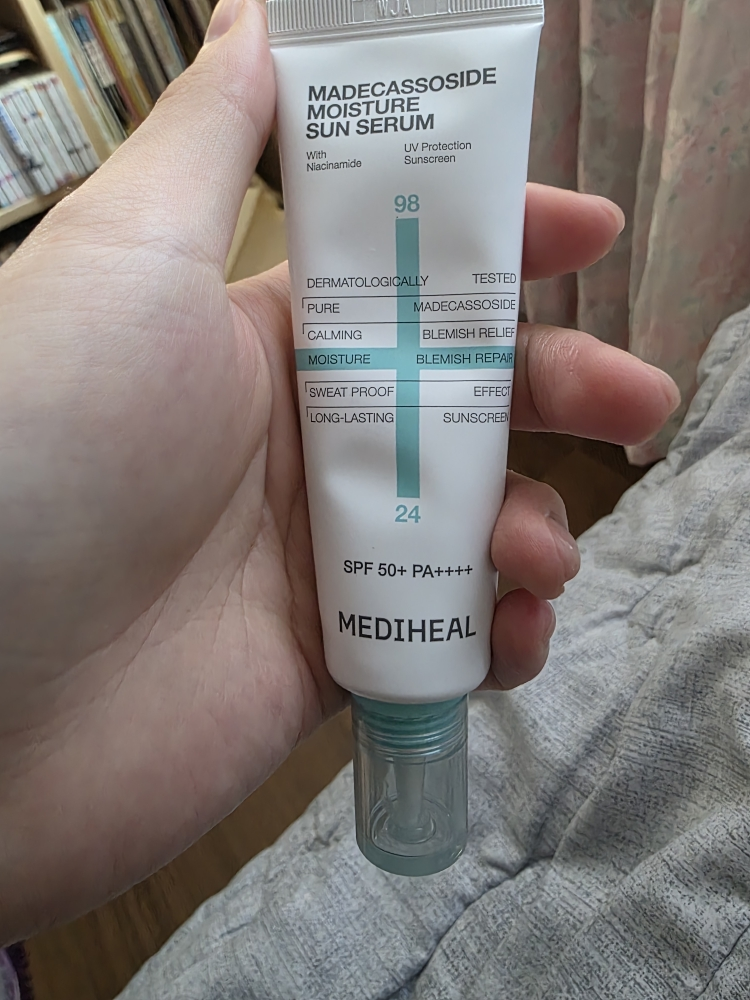 WJA
MADECASSOSIDE
MOISTURE
SUN SERUM
With
Niacinamide
UV Protection
Sunscreen
98
DERMATOLOGICALLY TESTED
PURE MADECASSOSIDE
CALMING BLEMISH RELIEF
MOISTURE BLEMISH REPAIR
SWEAT PROOF EFFECT
LONG-LASTING SUNSCREEN
24
SPF 50+ PA++++
MEDIHEAL